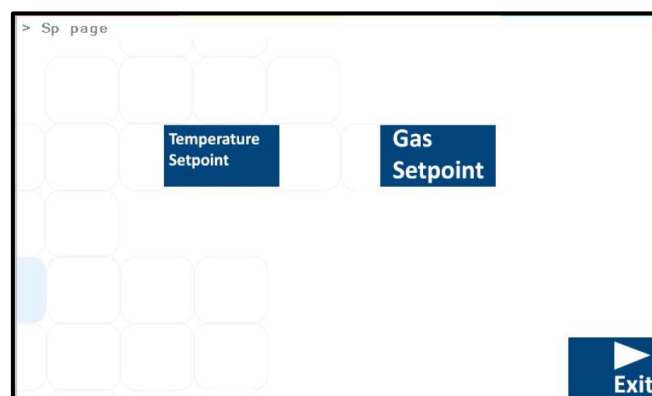 > Sp page
Temperature
Setpoint
Gas
Setpoint
Exit